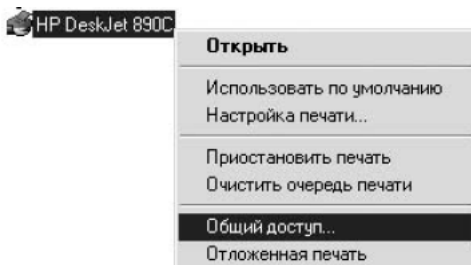 HP DeskJet 890C
Открыть
Использовать по умолчанию
Настройка печати...
Приостановить печать
Очистить очередь печати
Общий доступ...
Отложенная печать